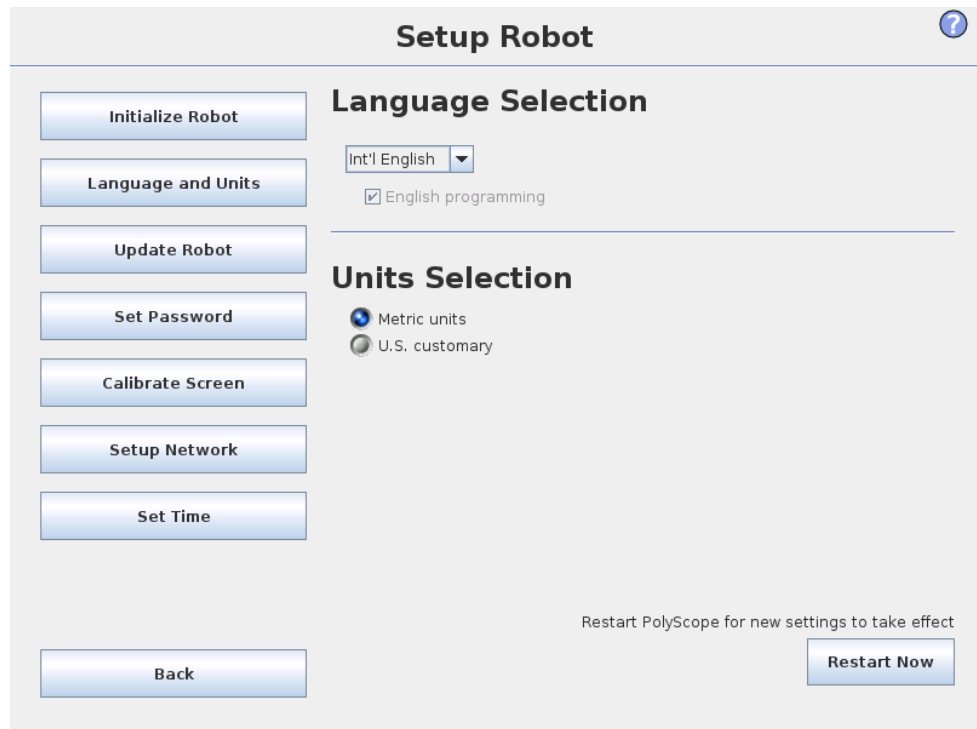 Setup Robot
?
Initialize Robot
Language and Units
Update Robot
Set Password
Calibrate Screen
Setup Network
Set Time
Back
Language Selection
Int'l English
English programming
Units Selection
Metric units
U.S. customary
Restart PolyScope for new settings to take effect
Restart Now